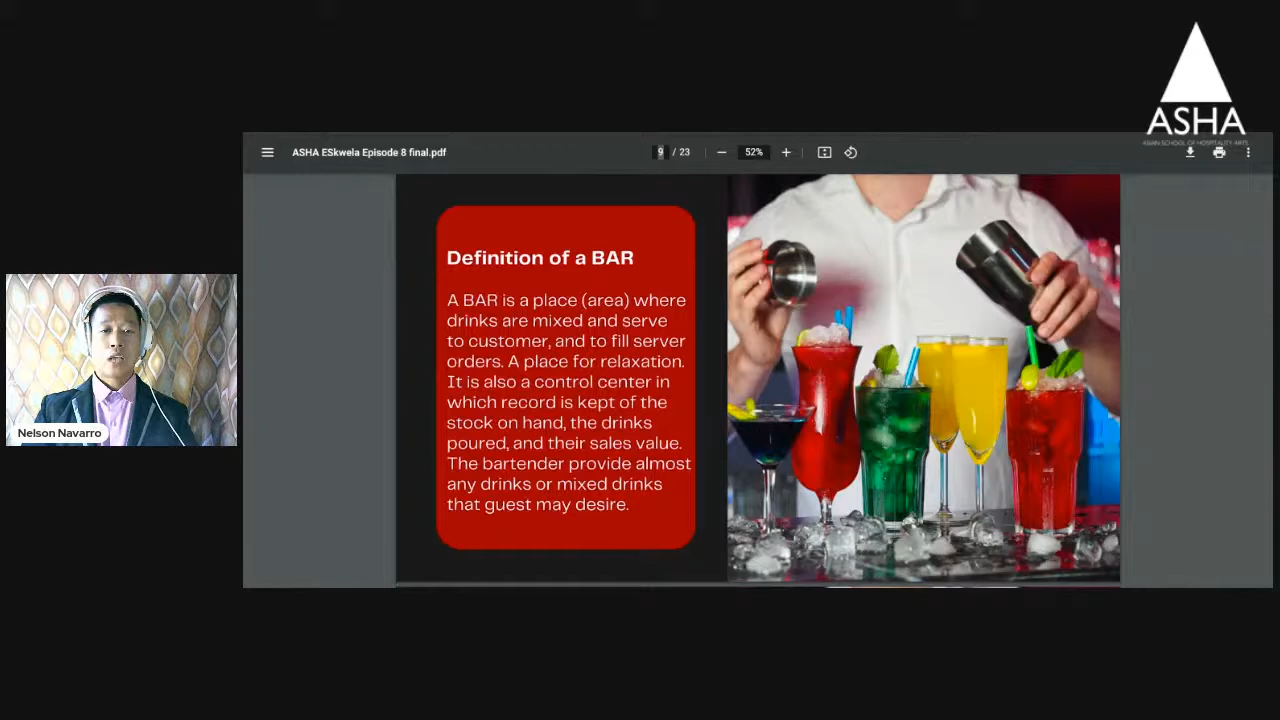 ASHA
ASIAN SCHOOL OF HOSPITALITY ARTS
ASHA ESkwela Episode 8 final.pdf
9 / 23
52%
Definition of a BAR
A BAR is a place (area) where
drinks are mixed and serve
to customer, and to fill server
orders. A place for relaxation.
It is also a control center in
which record is kept of the
stock on hand, the drinks
poured, and their sales value.
The bartender provide almost
any drinks or mixed drinks
that guest may desire.
Nelson Navarro